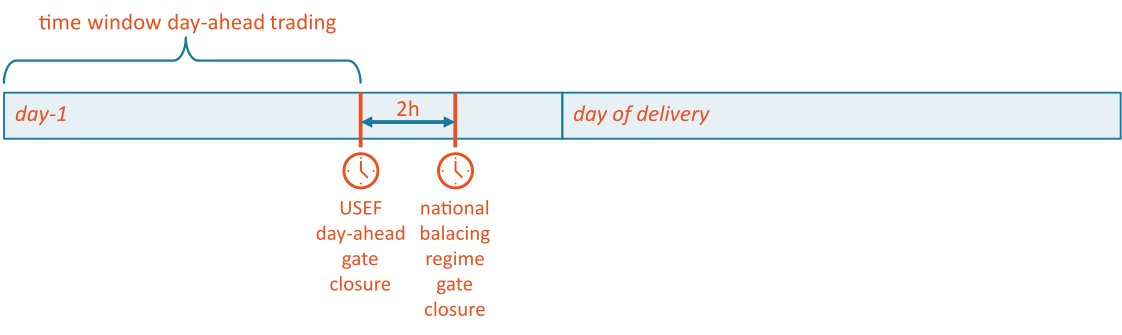 time window day-ahead trading
day-1
2h
day of delivery
USEF
day-ahead
gate
closure
national
balacing
regime
gate
closure